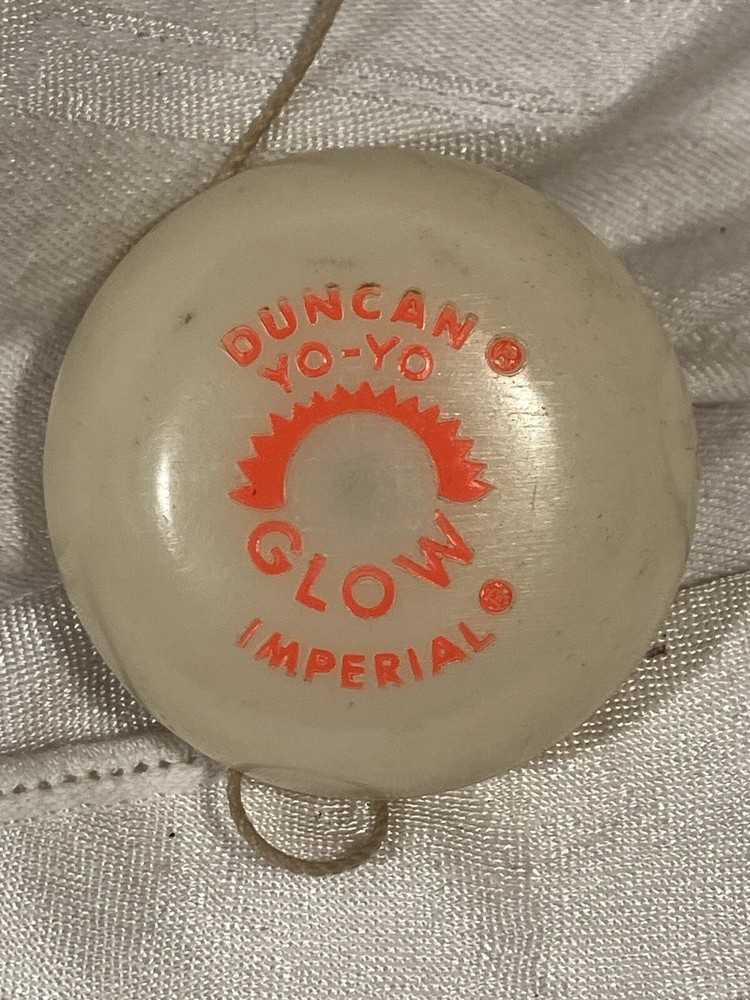 DUNCAN ®
YO-YO
GLOW
IMPERIAL ®